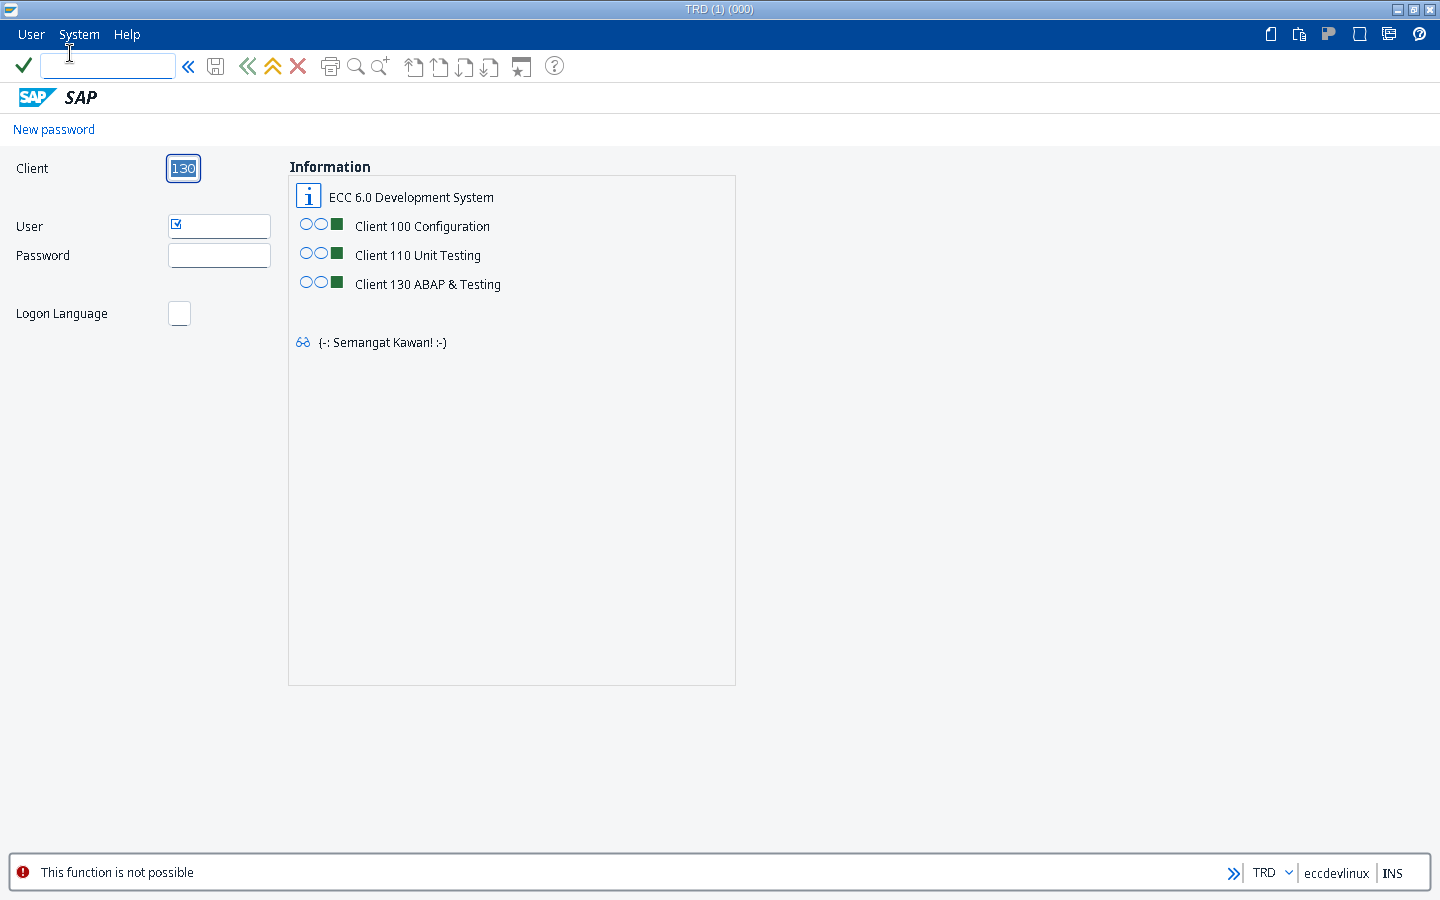 TRD (1) (000)
User System Help
SAP SAP
New password
Client 130
User
Password
Logon Language
Information
ECC 6.0 Development System
Client 100 Configuration
Client 110 Unit Testing
Client 130 ABAP & Testing
(-: Semangat Kawan! :-)
This function is not possible
TRD eccdevlinux INS